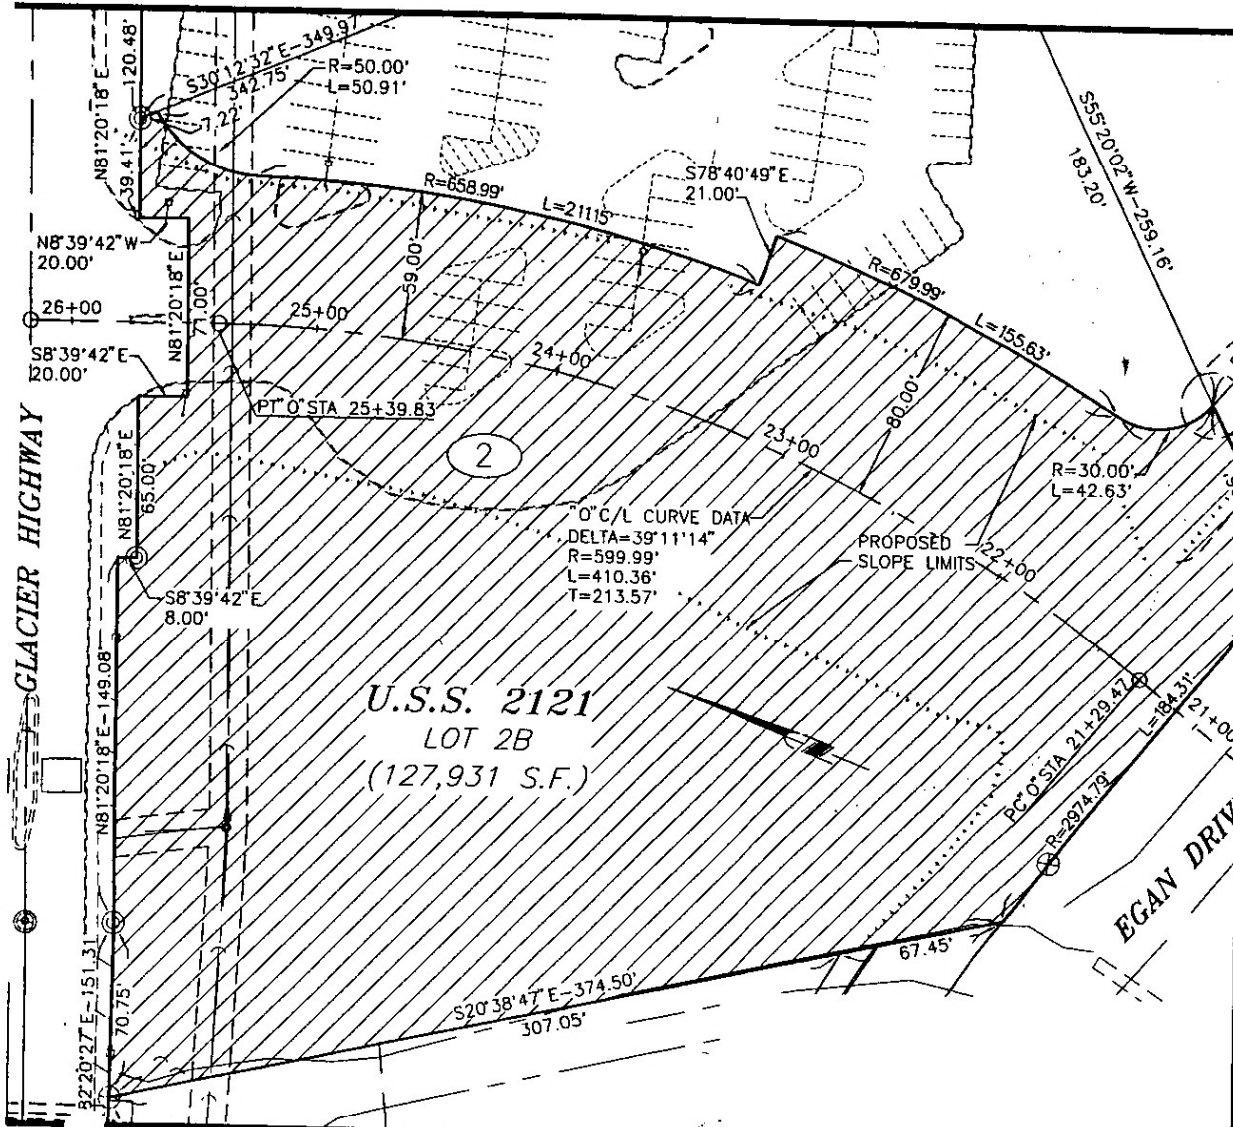 N81°20'18"E
120.48'
39.41'
S30°12'32"E-349.97
342.75'
7.22'
R=50.00'
L=50.91'
S55°20'02"W-259.16'
183.20'
R=658.99'
L=211.15'
S78°40'49"E
21.00'
R=679.99'
L=155.63'
N8°39'42"W
20.00'
N81°20'18"E
71.00'
59.00'
26+00
25+00
24+00
23+00
22+00
21+00
80.00'
S8°39'42"E
20.00'
PT "O" STA 25+39.83
2
R=30.00'
L=42.63'
N81°20'18"E
65.00'
"O" C/L CURVE DATA
DELTA=39°11'14"
R=599.99'
L=410.36'
T=213.57'
PROPOSED
SLOPE LIMITS
GLACIER HIGHWAY
S8°39'42"E
8.00'
N81°20'18"E-149.08'
U.S.S. 2121
LOT 2B
(127,931 S.F.)
PC "O" STA 21+29.47
L=184.31'
R=2974.79'
EGAN DRIV
67.45'
S20°38'47"E-374.50'
307.05'
82°20'27"E-151.31
70.75'